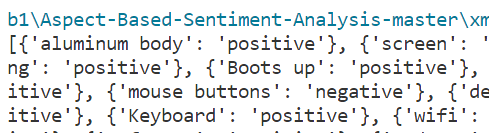 b1\Aspect-Based-Sentiment-Analysis-master\xm
[{'aluminum body': 'positive'}, {'screen': '
ng': 'positive'}, {'Boots up': 'positive'},
itive'}, {'mouse buttons': 'negative'}, {'de
itive'}, {'Keyboard': 'positive'}, {'wifi':